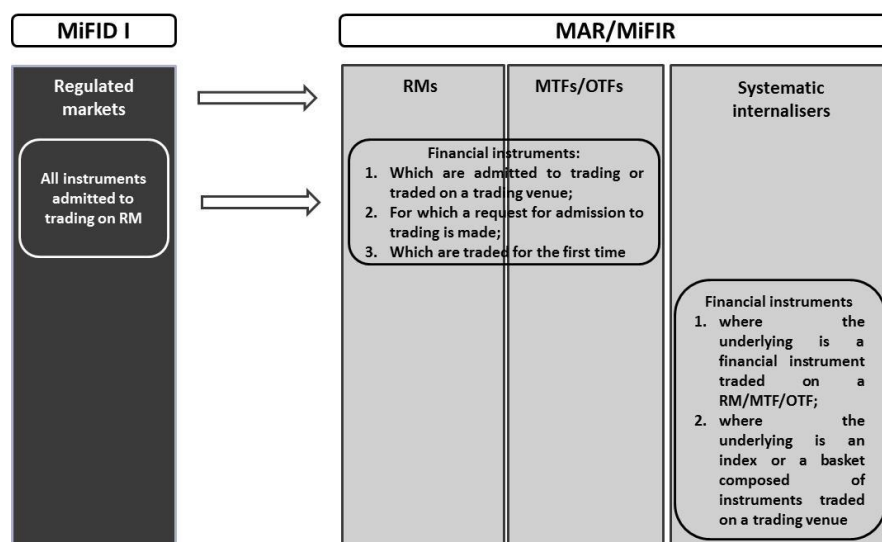 MiFID I
MAR/MiFIR
Regulated
markets
RMs
MTFs/OTFs
Systematic
internalisers
All instruments
admitted to
trading on RM
Financial instruments:
1. Which are admitted to trading or
traded on a trading venue;
2. For which a request for admission to
trading is made;
3. Which are traded for the first time
Financial instruments
1. where the
underlying is a
financial instrument
traded on a
RM/MTF/OTF;
2. where the
underlying is an
index or a basket
composed of
instruments traded
on a trading venue